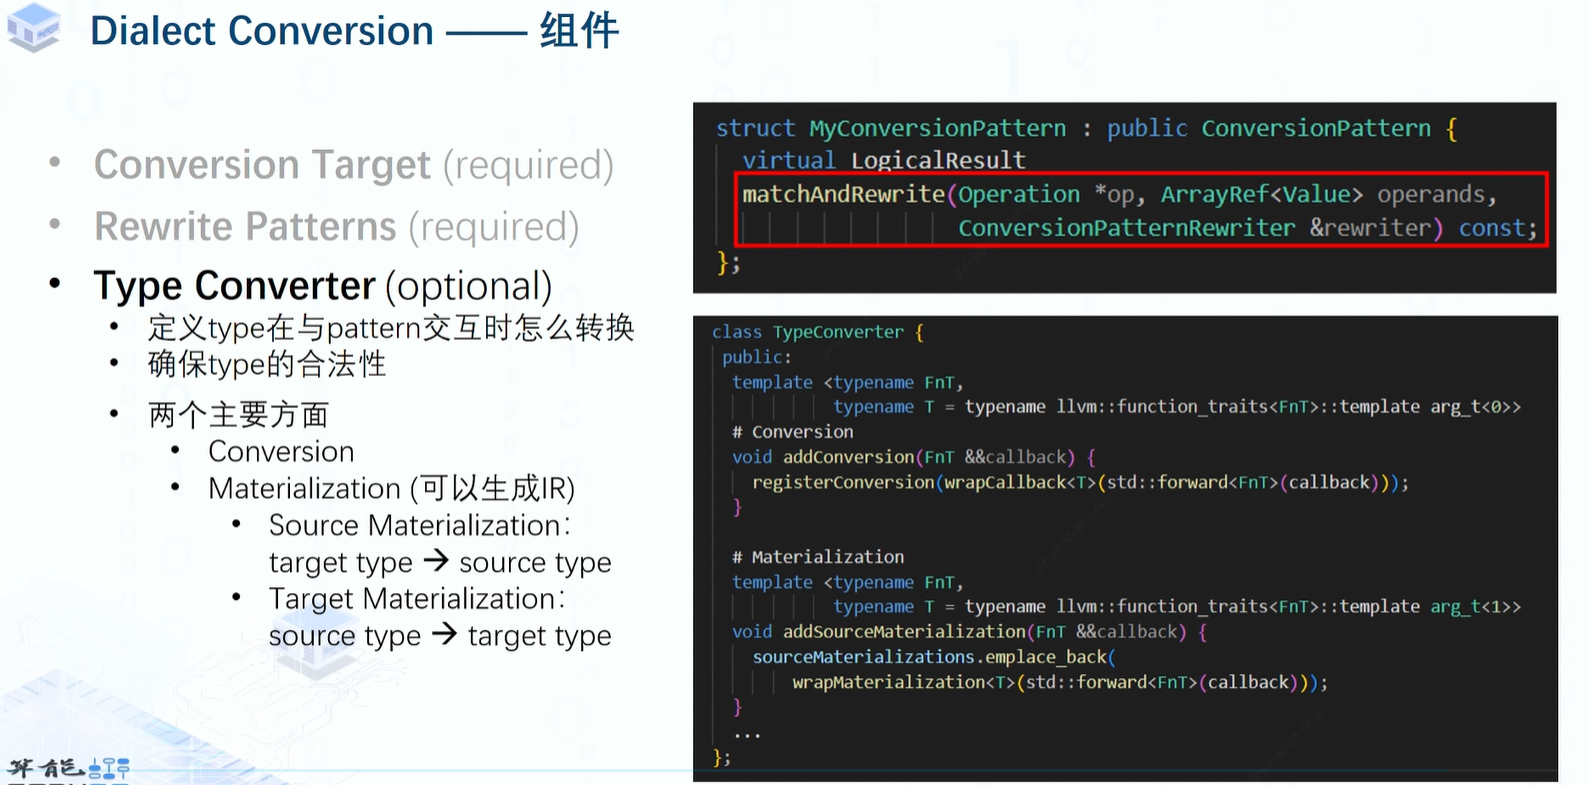 Dialect Conversion —— 组件
• Conversion Target (required)
• Rewrite Patterns (required)
• Type Converter (optional)
• 定义type在与pattern交互时怎么转换
• 确保type的合法性
• 两个主要方面
• Conversion
• Materialization (可以生成IR)
• Source Materialization:
target type → source type
• Target Materialization:
source type → target type
struct MyConversionPattern : public ConversionPattern {
virtual LogicalResult
matchAndRewrite(Operation *op, ArrayRef<Value> operands,
ConversionPatternRewriter &rewriter) const;
};
class TypeConverter {
public:
template <typename FnT,
typename T = typename llvm::function_traits<FnT>::template arg_t<0>>
# Conversion
void addConversion(FnT &&callback) {
registerConversion(wrapCallback<T>(std::forward<FnT>(callback)));
}
# Materialization
template <typename FnT,
typename T = typename llvm::function_traits<FnT>::template arg_t<1>>
void addSourceMaterialization(FnT &&callback) {
sourceMaterializations.emplace_back(
wrapMaterialization<T>(std::forward<FnT>(callback)));
}
...
};
算能